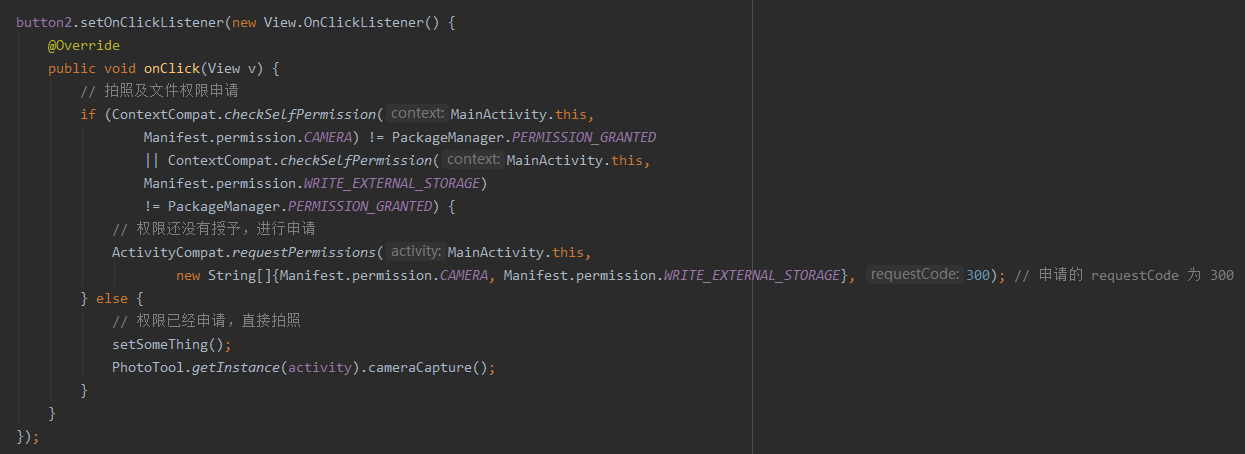 button2.setOnClickListener(new View.OnClickListener() {
@Override
public void onClick(View v) {
// 拍照及文件权限申请
if (ContextCompat.checkSelfPermission( context: MainActivity.this,
Manifest.permission.CAMERA) != PackageManager.PERMISSION_GRANTED
|| ContextCompat.checkSelfPermission( context: MainActivity.this,
Manifest.permission.WRITE_EXTERNAL_STORAGE)
!= PackageManager.PERMISSION_GRANTED) {
// 权限还没有授予，进行申请
ActivityCompat.requestPermissions( activity: MainActivity.this,
new String[]{Manifest.permission.CAMERA, Manifest.permission.WRITE_EXTERNAL_STORAGE}, requestCode: 300); // 申请的 requestCode 为 300
} else {
// 权限已经申请，直接拍照
setSomeThing();
PhotoTool.getInstance(activity).cameraCapture();
}
}
});